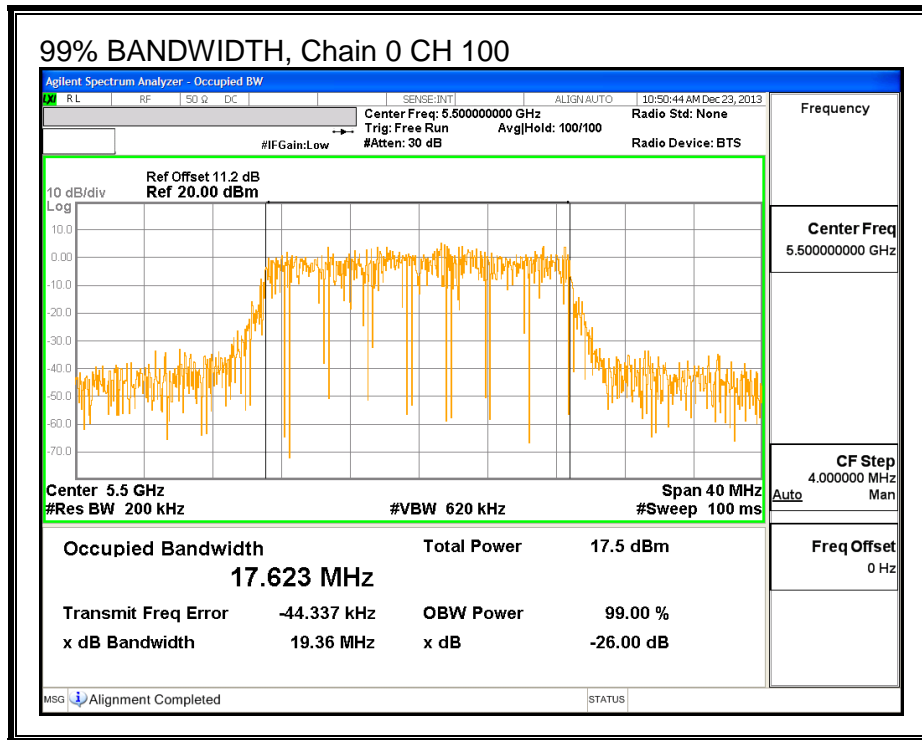 99% BANDWIDTH, Chain 0 CH 100
Agilent Spectrum Analyzer - Occupied BW
LXI RL RF 50 Ω DC SENSE:INT ALIGN AUTO 10:50:44 AM Dec 23, 2013
Center Freq: 5.500000000 GHz Radio Std: None
Trig: Free Run Avg|Hold: 100/100
#IFGain:Low #Atten: 30 dB Radio Device: BTS
Ref Offset 11.2 dB
10 dB/div Ref 20.00 dBm
Log
10.0
0.00
-10.0
-20.0
-30.0
-40.0
-50.0
-60.0
-70.0
Center 5.5 GHz Span 40 MHz
#Res BW 200 kHz #VBW 620 kHz #Sweep 100 ms
Occupied Bandwidth Total Power 17.5 dBm
17.623 MHz
Transmit Freq Error -44.337 kHz OBW Power 99.00 %
x dB Bandwidth 19.36 MHz x dB -26.00 dB
MSG Alignment Completed STATUS
Frequency
Center Freq
5.500000000 GHz
CF Step
4.000000 MHz
Auto Man
Freq Offset
0 Hz